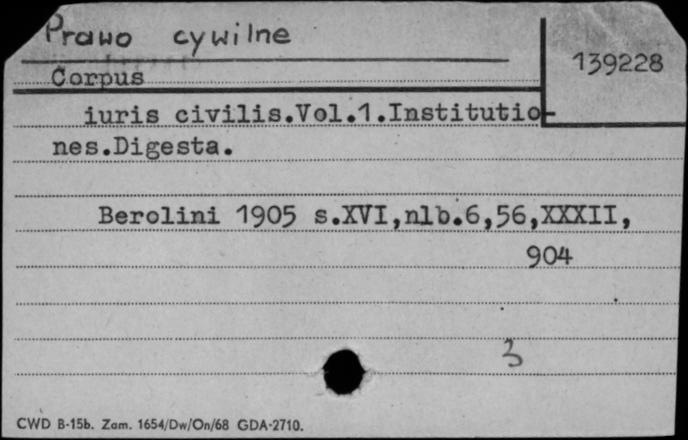 Prawo cywilne
139228
Corpus
iuris civilis.Vol.1.Institutio-
nes.Digesta.
Berolini 1905 s.XVI,nlb.6,56,XXXII,
904
3
CWD B-15b. Zam. 1654/Dw/On/68 GDA-2710.